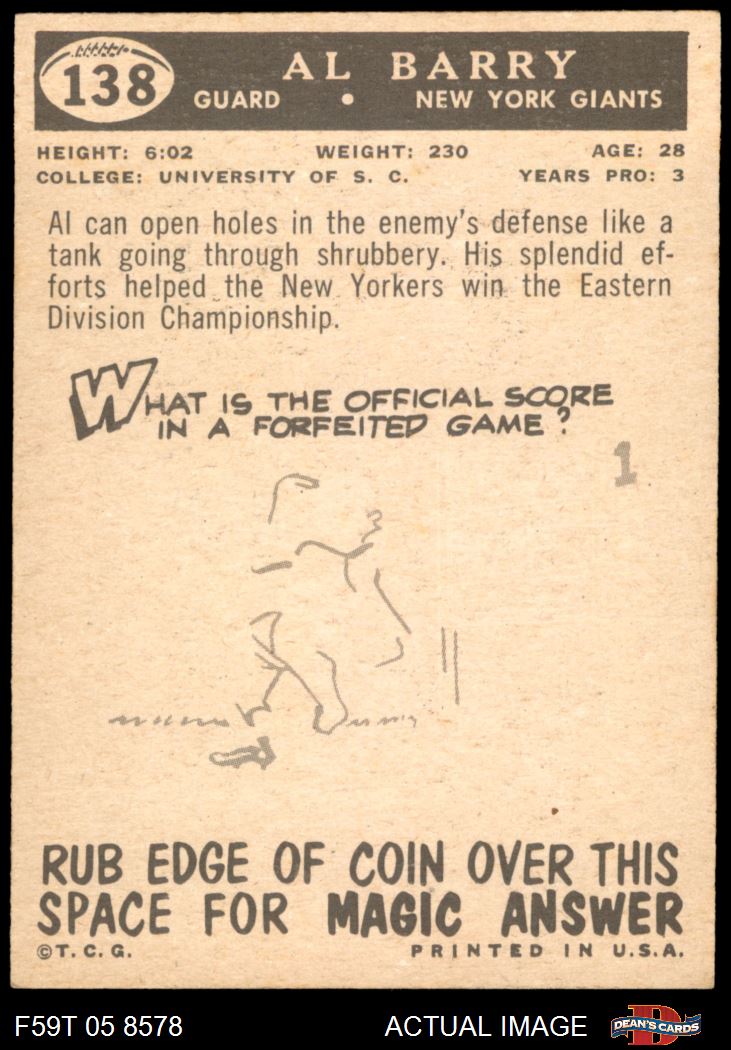 138
AL BARRY
GUARD • NEW YORK GIANTS
HEIGHT: 6:02 WEIGHT: 230 AGE: 28
COLLEGE: UNIVERSITY OF S. C. YEARS PRO: 3
Al can open holes in the enemy's defense like a
tank going through shrubbery. His splendid ef-
forts helped the New Yorkers win the Eastern
Division Championship.
WHAT IS THE OFFICIAL SCORE
IN A FORFEITED GAME?
1
RUB EDGE OF COIN OVER THIS
SPACE FOR MAGIC ANSWER
©T. C. G. PRINTED IN U.S.A.
F59T 05 8578 ACTUAL IMAGE DEAN'S CARDS